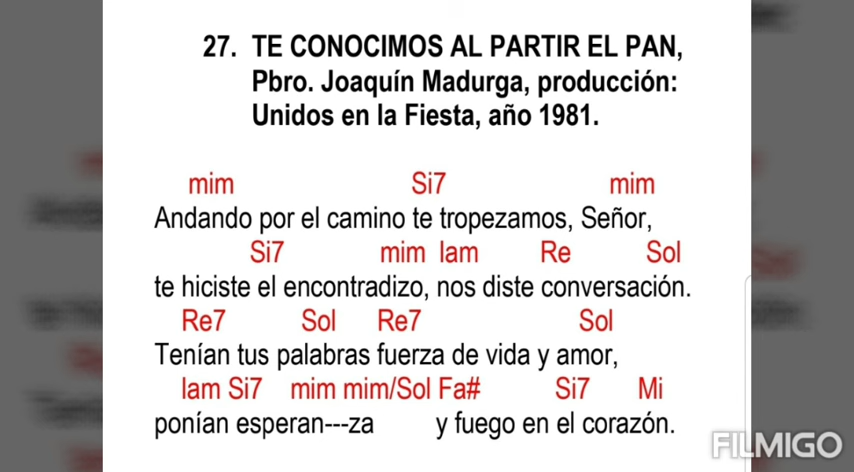 27. TE CONOCIMOS AL PARTIR EL PAN,
Pbro. Joaquín Madurga, producción:
Unidos en la Fiesta, año 1981.
mim Si7 mim
Andando por el camino te tropezamos, Señor,
Si7 mim lam Re Sol
te hiciste el encontradizo, nos diste conversación.
Re7 Sol Re7 Sol
Tenían tus palabras fuerza de vida y amor,
lam Si7 mim mim/Sol Fa# Si7 Mi
ponían esperan---za y fuego en el corazón.
FILMIGO